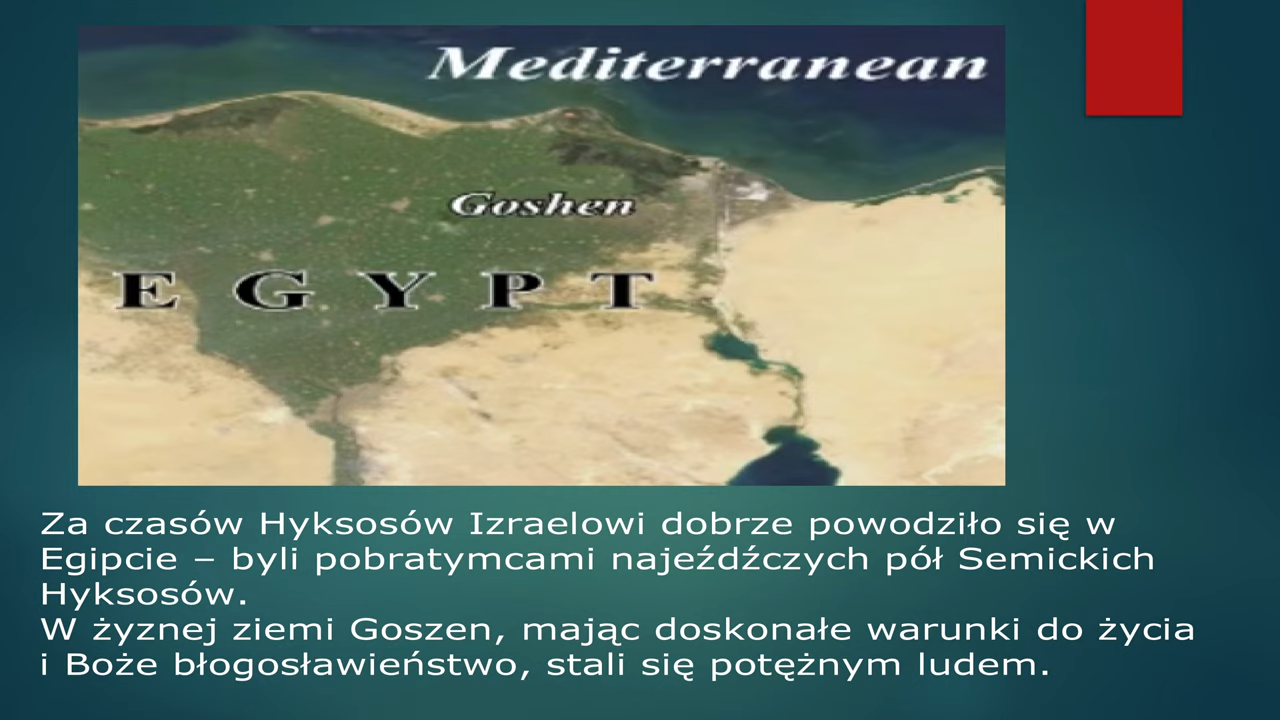 Mediterranean
Goshen
EGYPT
Za czasów Hyksosów Izraelowi dobrze powodziło się w
Egipcie – byli pobratymcami najeźdźczych pół Semickich
Hyksosów.
W żyznej ziemi Goszen, mając doskonałe warunki do życia
i Boże błogosławieństwo, stali się potężnym ludem.